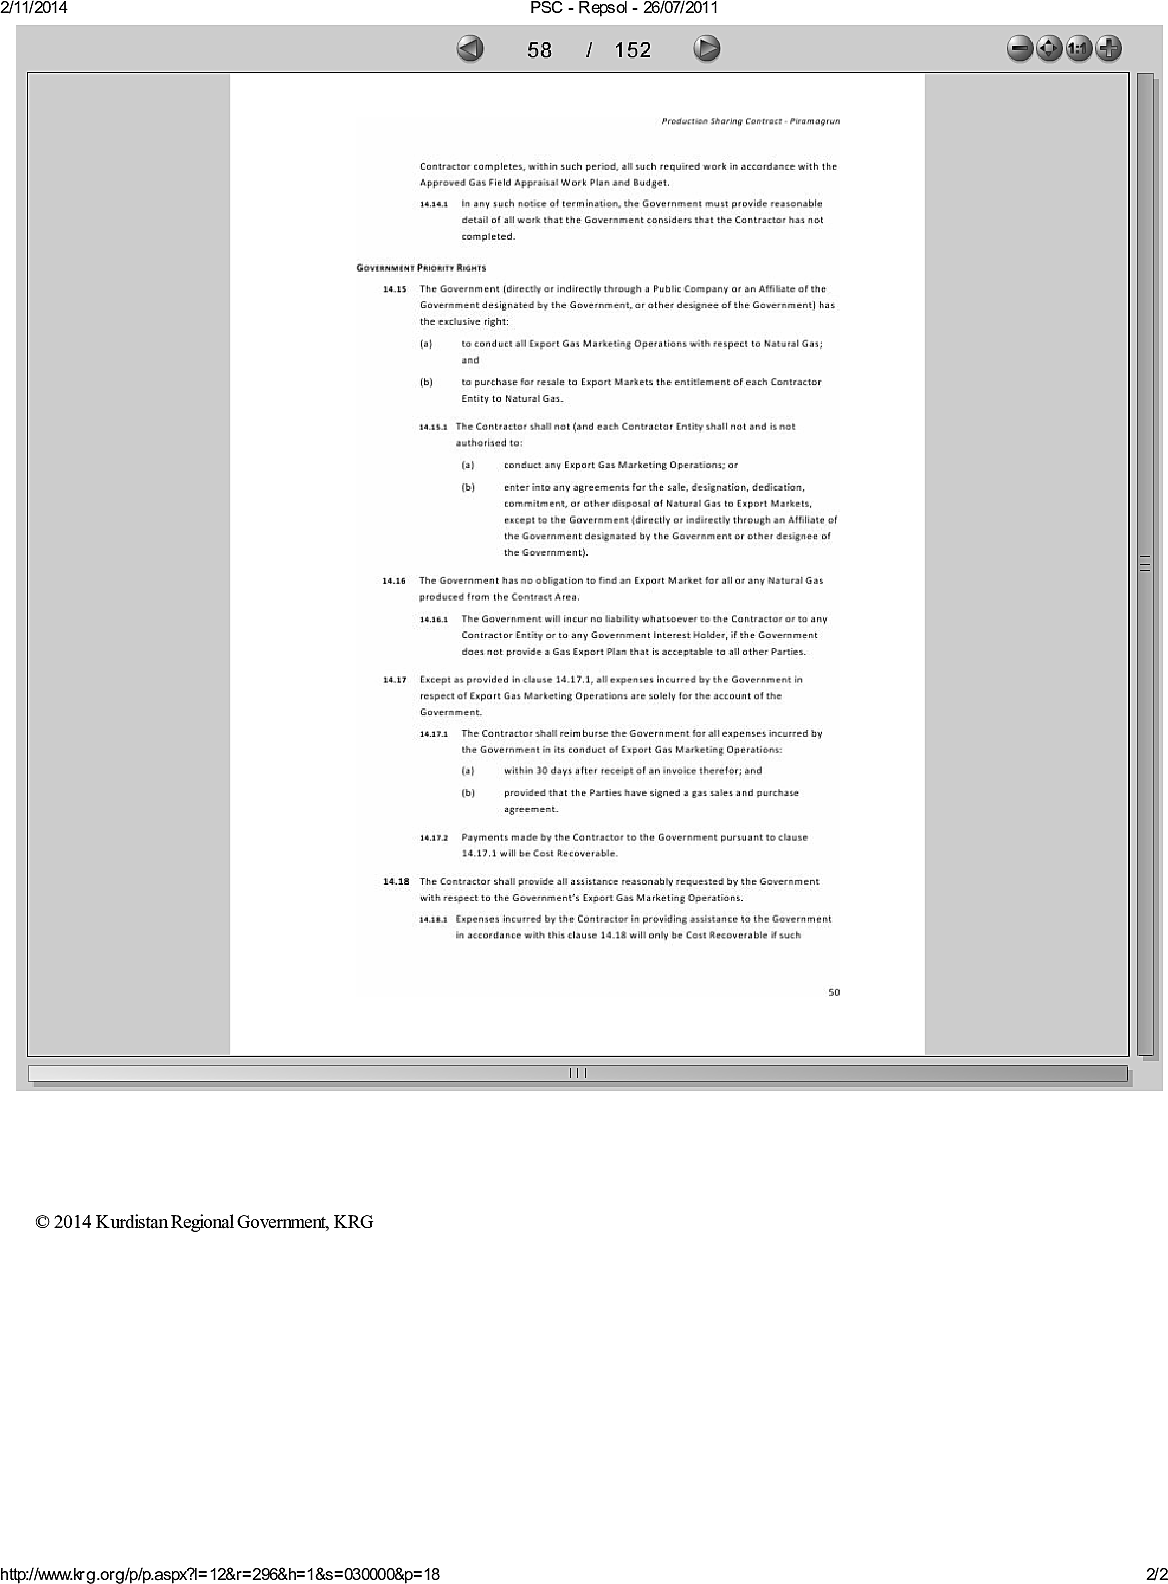 2/11/2014
PSC - Repsol - 26/07/2011
58 / 152
1:1
Production Sharing Contract - Piramagrun
Contractor completes, within such period, all such required work in accordance with the
Approved Gas Field Appraisal Work Plan and Budget.
14.14.1 In any such notice of termination, the Government must provide reasonable
detail of all work that the Government considers that the Contractor has not
completed.
GOVERNMENT PRIORITY RIGHTS
14.15 The Government (directly or indirectly through a Public Company or an Affiliate of the
Government designated by the Government, or other designee of the Government) has
the exclusive right:
(a) to conduct all Export Gas Marketing Operations with respect to Natural Gas;
and
(b) to purchase for resale to Export Markets the entitlement of each Contractor
Entity to Natural Gas.
14.15.1 The Contractor shall not (and each Contractor Entity shall not and is not
authorised to:
(a) conduct any Export Gas Marketing Operations; or
(b) enter into any agreements for the sale, designation, dedication,
commitment, or other disposal of Natural Gas to Export Markets,
except to the Government (directly or indirectly through an Affiliate of
the Government designated by the Government or other designee of
the Government).
14.16 The Government has no obligation to find an Export Market for all or any Natural Gas
produced from the Contract Area.
14.16.1 The Government will incur no liability whatsoever to the Contractor or to any
Contractor Entity or to any Government Interest Holder, if the Government
does not provide a Gas Export Plan that is acceptable to all other Parties.
14.17 Except as provided in clause 14.17.1, all expenses incurred by the Government in
respect of Export Gas Marketing Operations are solely for the account of the
Government.
14.17.1 The Contractor shall reimburse the Government for all expenses incurred by
the Government in its conduct of Export Gas Marketing Operations:
(a) within 30 days after receipt of an invoice therefor; and
(b) provided that the Parties have signed a gas sales and purchase
agreement.
14.17.2 Payments made by the Contractor to the Government pursuant to clause
14.17.1 will be Cost Recoverable.
14.18 The Contractor shall provide all assistance reasonably requested by the Government
with respect to the Government's Export Gas Marketing Operations.
14.18.1 Expenses incurred by the Contractor in providing assistance to the Government
in accordance with this clause 14.18 will only be Cost Recoverable if such
50
© 2014 Kurdistan Regional Government, KRG
http://www.krg.org/p/p.aspx?l=12&r=296&h=1&s=030000&p=18
2/2